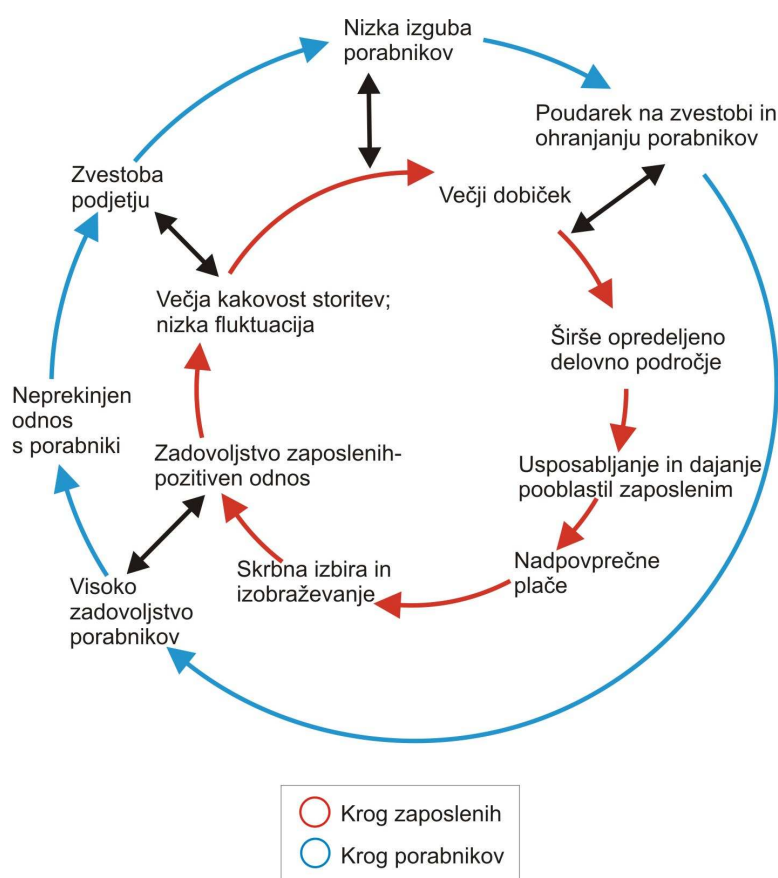 Nizka izguba
porabnikov
Poudarek na zvestobi in
ohranjanju porabnikov
Zvestoba
podjetju
Večji dobiček
Večja kakovost storitev;
nizka fluktuacija
Širše opredeljeno
delovno področje
Neprekinjen
odnos
s porabniki
Zadovoljstvo zaposlenih-
pozitiven odnos
Usposabljanje in dajanje
pooblastil zaposlenim
Skrbna izbira in
izobraževanje
Nadpovprečne
plače
Visoko
zadovoljstvo
porabnikov
Krog zaposlenih
Krog porabnikov